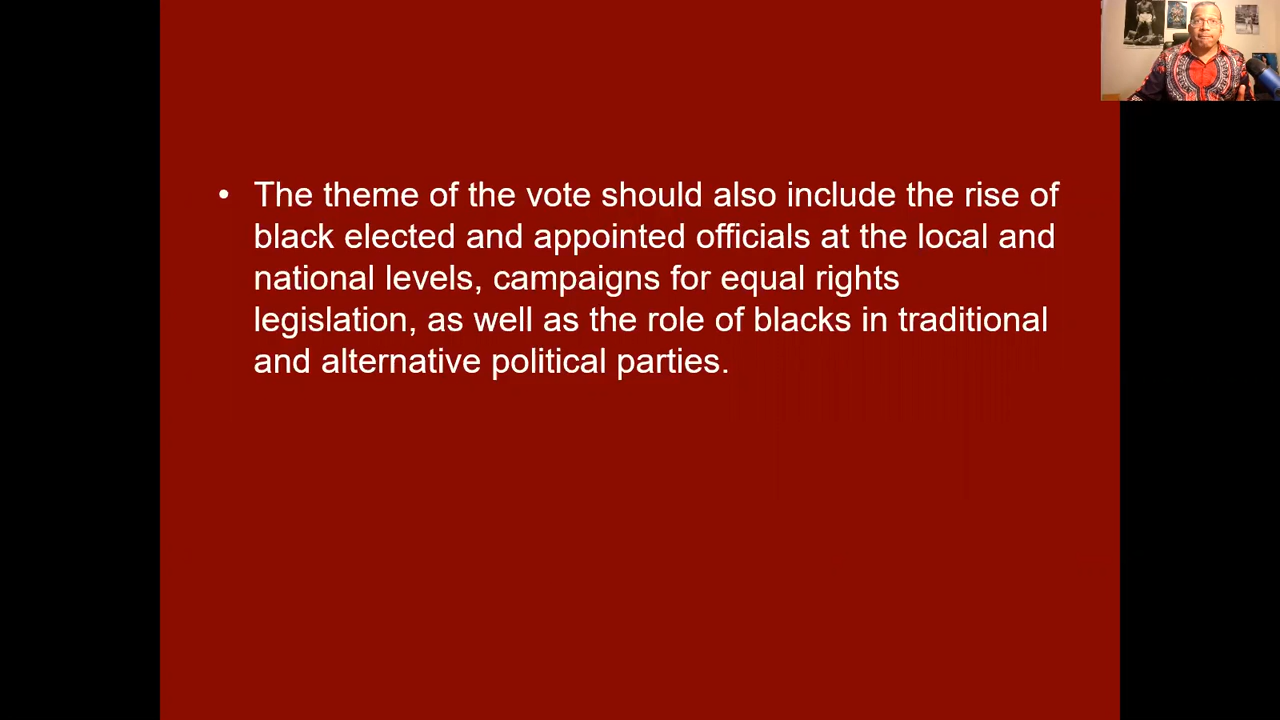 • The theme of the vote should also include the rise of
black elected and appointed officials at the local and
national levels, campaigns for equal rights
legislation, as well as the role of blacks in traditional
and alternative political parties.